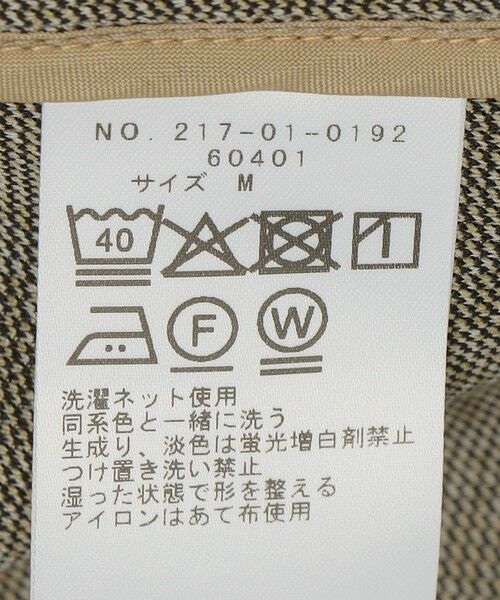 NO. 217-01-0192
60401
サイズ M
40
F W
洗濯ネット使用
同系色と一緒に洗う
生成り、淡色は蛍光増白剤禁止
つけ置き洗い禁止
湿った状態で形を整える
アイロンはあて布使用